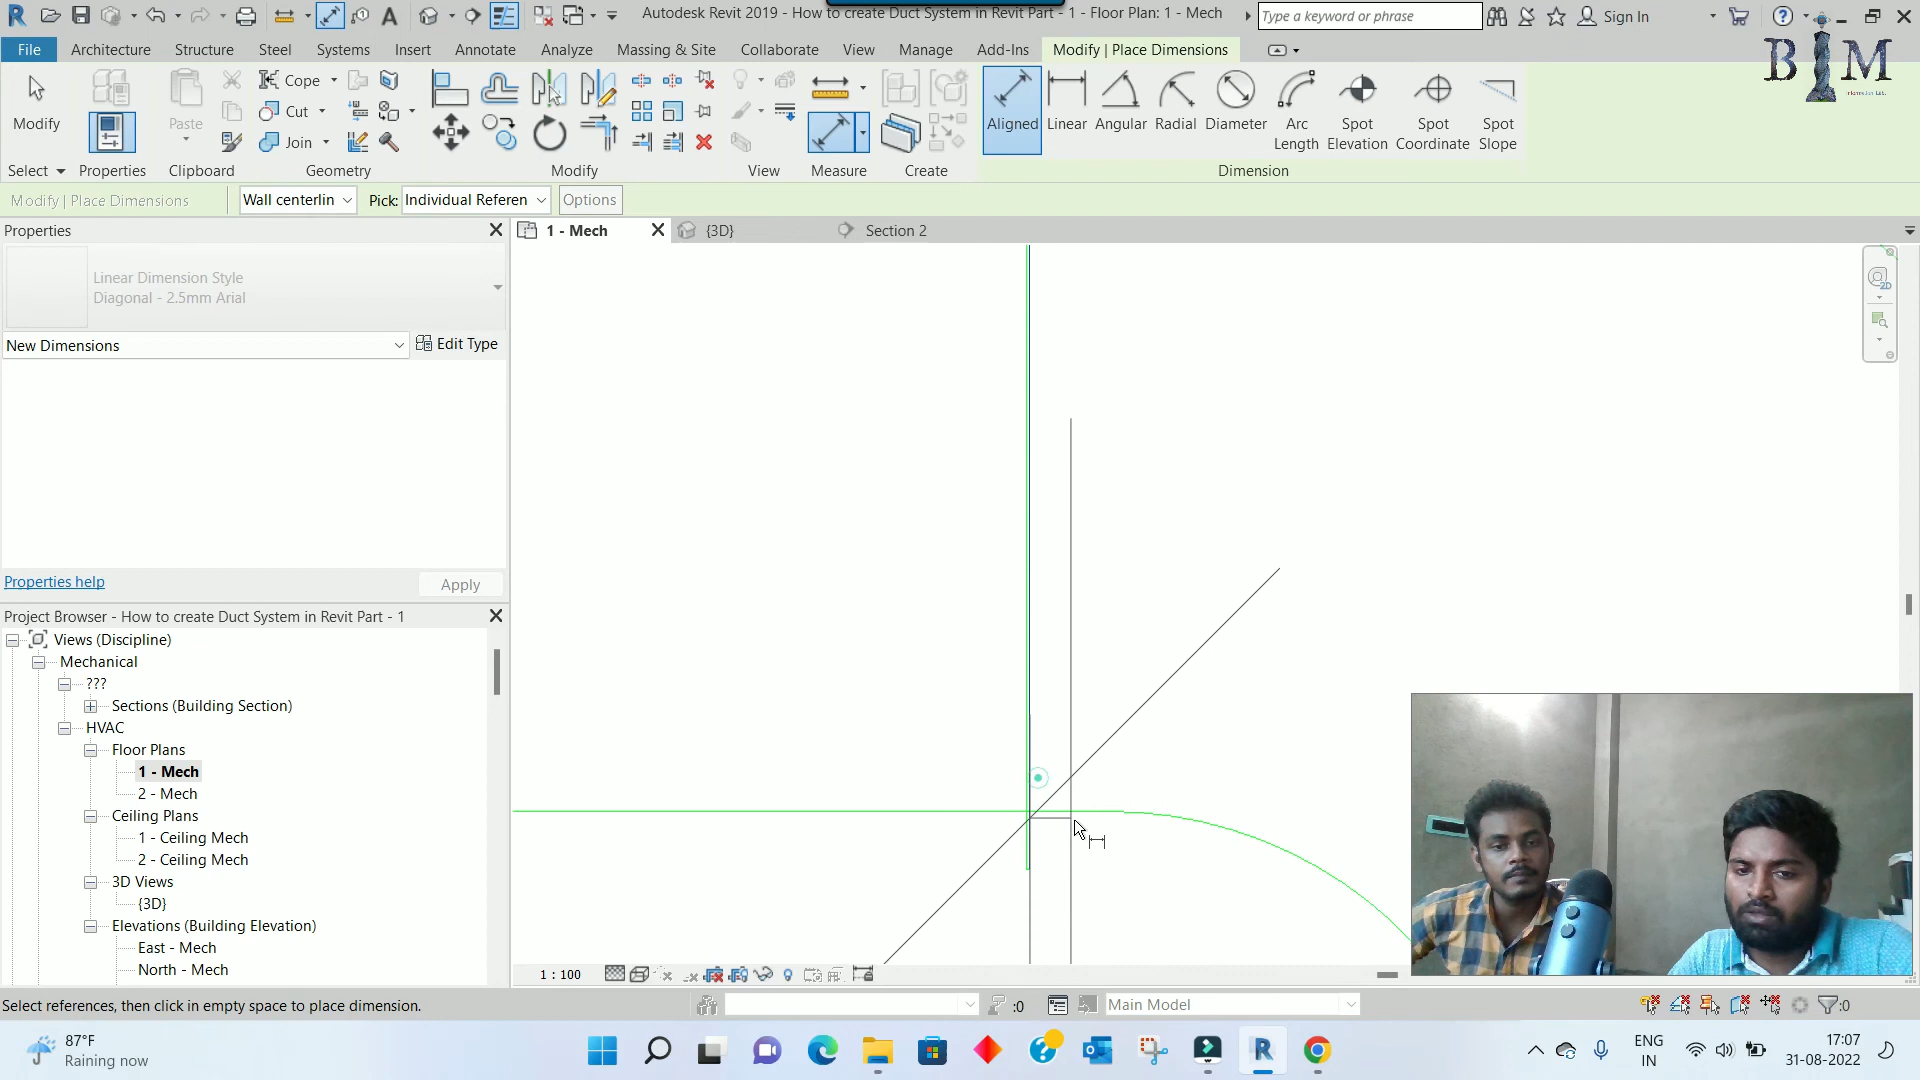 Autodesk Revit 2019 - How to create Duct System in Revit Part - 1 - Floor Plan: 1 - Mech
Type a keyword or phrase
Sign In
File Architecture Structure Steel Systems Insert Annotate Analyze Massing & Site Collaborate View Manage Add-Ins Modify | Place Dimensions
BIM
Modify
Paste
Cope
Cut
Join
Aligned Linear Angular Radial Diameter Arc Length Spot Elevation Spot Coordinate Spot Slope
Select Properties Clipboard Geometry Modify View Measure Create Dimension
Modify | Place Dimensions Wall centerlin Pick: Individual Referen Options
Properties
1 - Mech {3D} Section 2
Linear Dimension Style
Diagonal - 2.5mm Arial
New Dimensions Edit Type
2D
Properties help Apply
Project Browser - How to create Duct System in Revit Part - 1
Views (Discipline)
Mechanical
???
Sections (Building Section)
HVAC
Floor Plans
1 - Mech
2 - Mech
Ceiling Plans
1 - Ceiling Mech
2 - Ceiling Mech
3D Views
{3D}
Elevations (Building Elevation)
East - Mech
North - Mech
1 : 100
Select references, then click in empty space to place dimension.
:0
Main Model
:0
87°F
Raining now
ENG
IN
17:07
31-08-2022